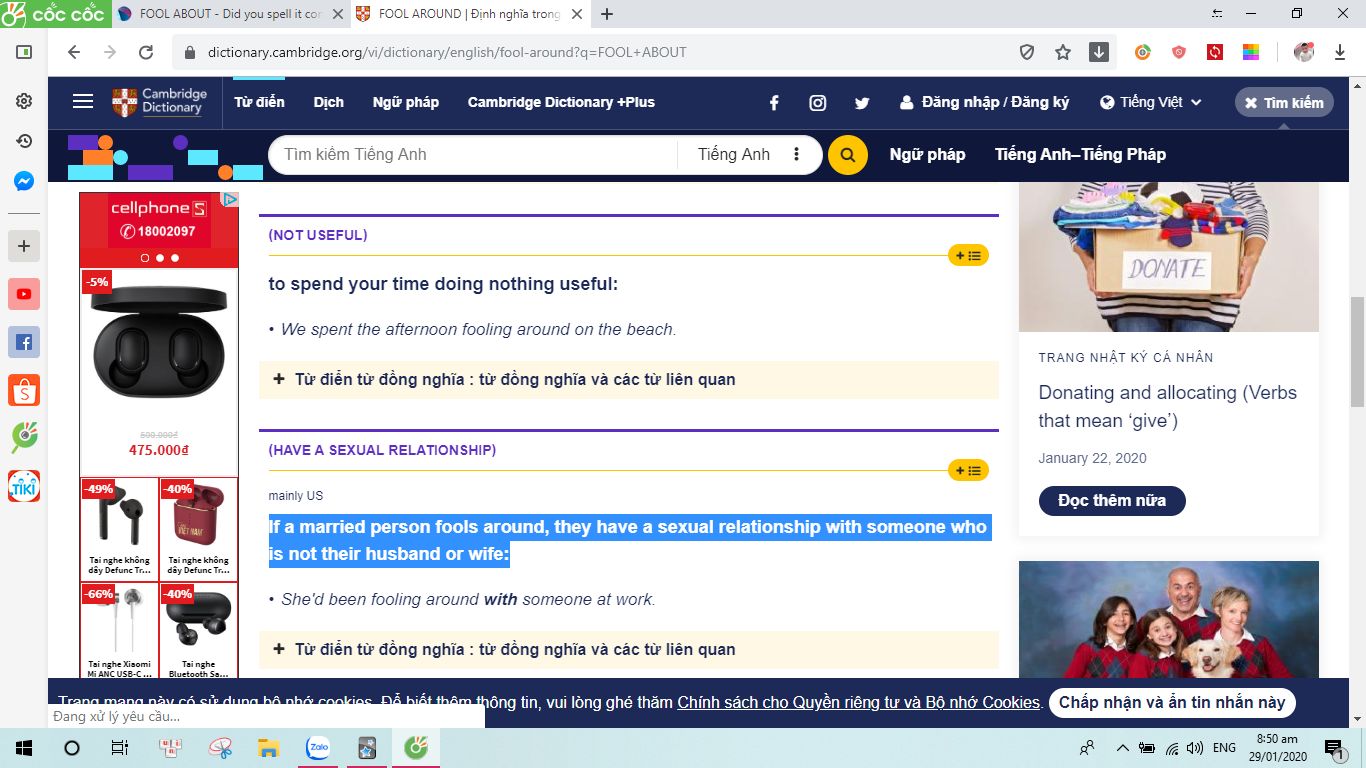 cốc cốc
FOOL ABOUT - Did you spell it cor
FOOL AROUND | Định nghĩa trong
dictionary.cambridge.org/vi/dictionary/english/fool-around?q=FOOL+ABOUT
Cambridge
Dictionary
Từ điển
Dịch
Ngữ pháp
Cambridge Dictionary +Plus
Đăng nhập / Đăng ký
Tiếng Việt
Tìm kiếm
Tìm kiếm Tiếng Anh
Tiếng Anh
Ngữ pháp
Tiếng Anh–Tiếng Pháp
cellphoneS
18002097
-5%
475.000₫
-49%
-40%
Tai nghe không
dây Defunc Tr...
Tai nghe không
dây Defunc Tr...
-66%
-40%
Tai nghe Xiaomi
Mi ANC USB-C ...
Tai nghe
Bluetooth Sa...
(NOT USEFUL)
to spend your time doing nothing useful:
• We spent the afternoon fooling around on the beach.
Từ điển từ đồng nghĩa : từ đồng nghĩa và các từ liên quan
(HAVE A SEXUAL RELATIONSHIP)
mainly US
If a married person fools around, they have a sexual relationship with someone who
is not their husband or wife:
• She'd been fooling around with someone at work.
Từ điển từ đồng nghĩa : từ đồng nghĩa và các từ liên quan
DONATE
TRANG NHẬT KÝ CÁ NHÂN
Donating and allocating (Verbs
that mean ‘give’)
January 22, 2020
Đọc thêm nữa
Trang mạng này có sử dụng bộ nhớ cookies. Để biết thêm thông tin, vui lòng ghé thăm Chính sách cho Quyền riêng tư và Bộ nhớ Cookies.
Chấp nhận và ẩn tin nhắn này
Đang xử lý yêu cầu...
TIKI
Zalo
ENG
8:50 am
29/01/2020
1